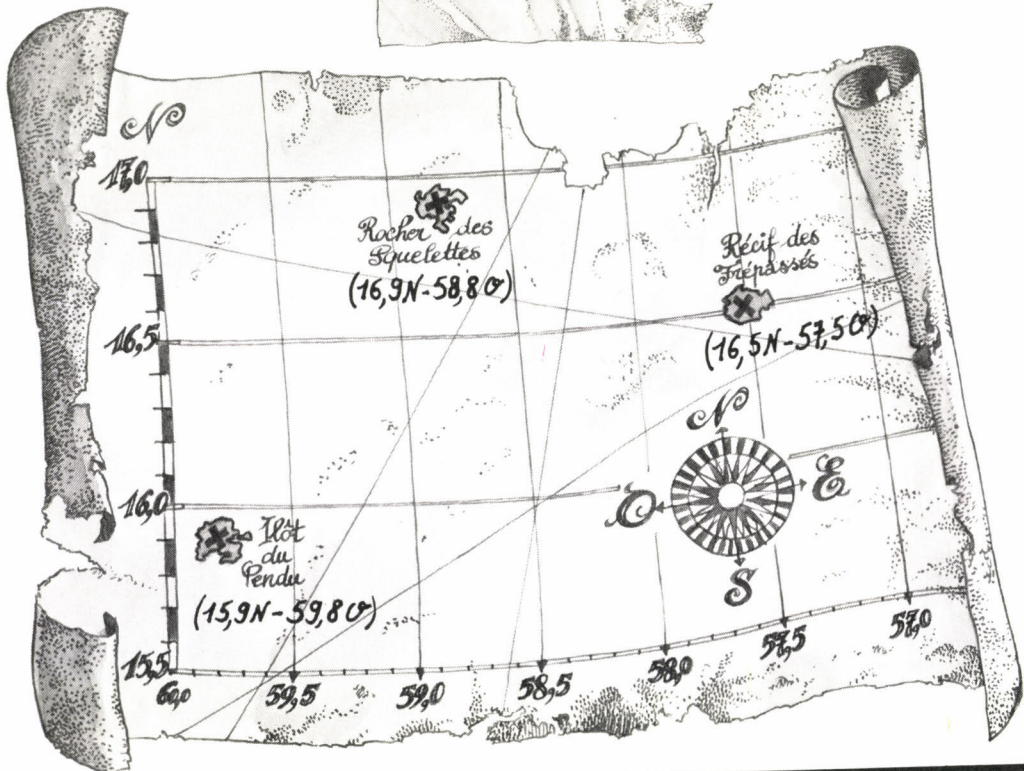 N
17,0
Rocher des
Squelettes
(16,9N-58,8O)
Récif des
Trépassés
(16,5N-57,5O)
16,5
N
O
E
S
16,0
Ilôt
du
Pendu
(15,9N-59,8O)
15,5
60,0
59,5
59,0
58,5
58,0
57,5
57,0